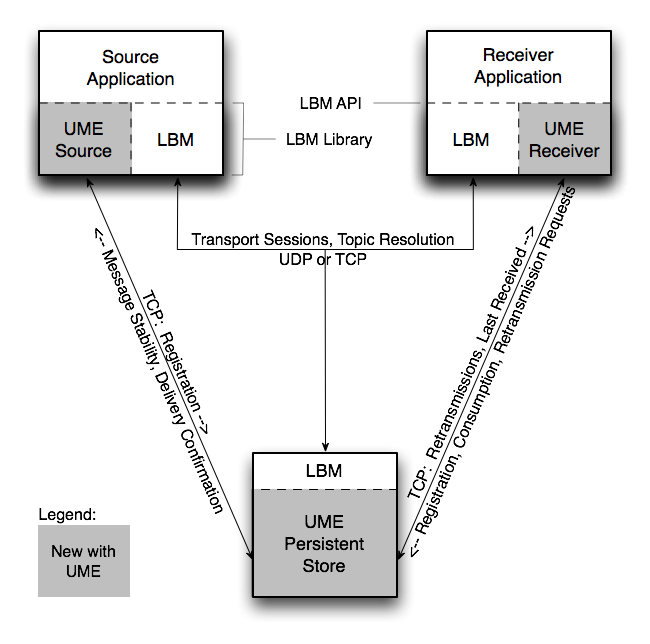 Source
Application
UME
Source
LBM
LBM API
LBM Library
Receiver
Application
LBM
UME
Receiver
Transport Sessions, Topic Resolution
UDP or TCP
TCP:  Registration -->
<-- Message Stability, Delivery Confirmation
TCP:  Retransmissions, Last Received -->
<-- Registration, Consumption, Retransmission Requests
LBM
UME
Persistent
Store
Legend:
New with
UME